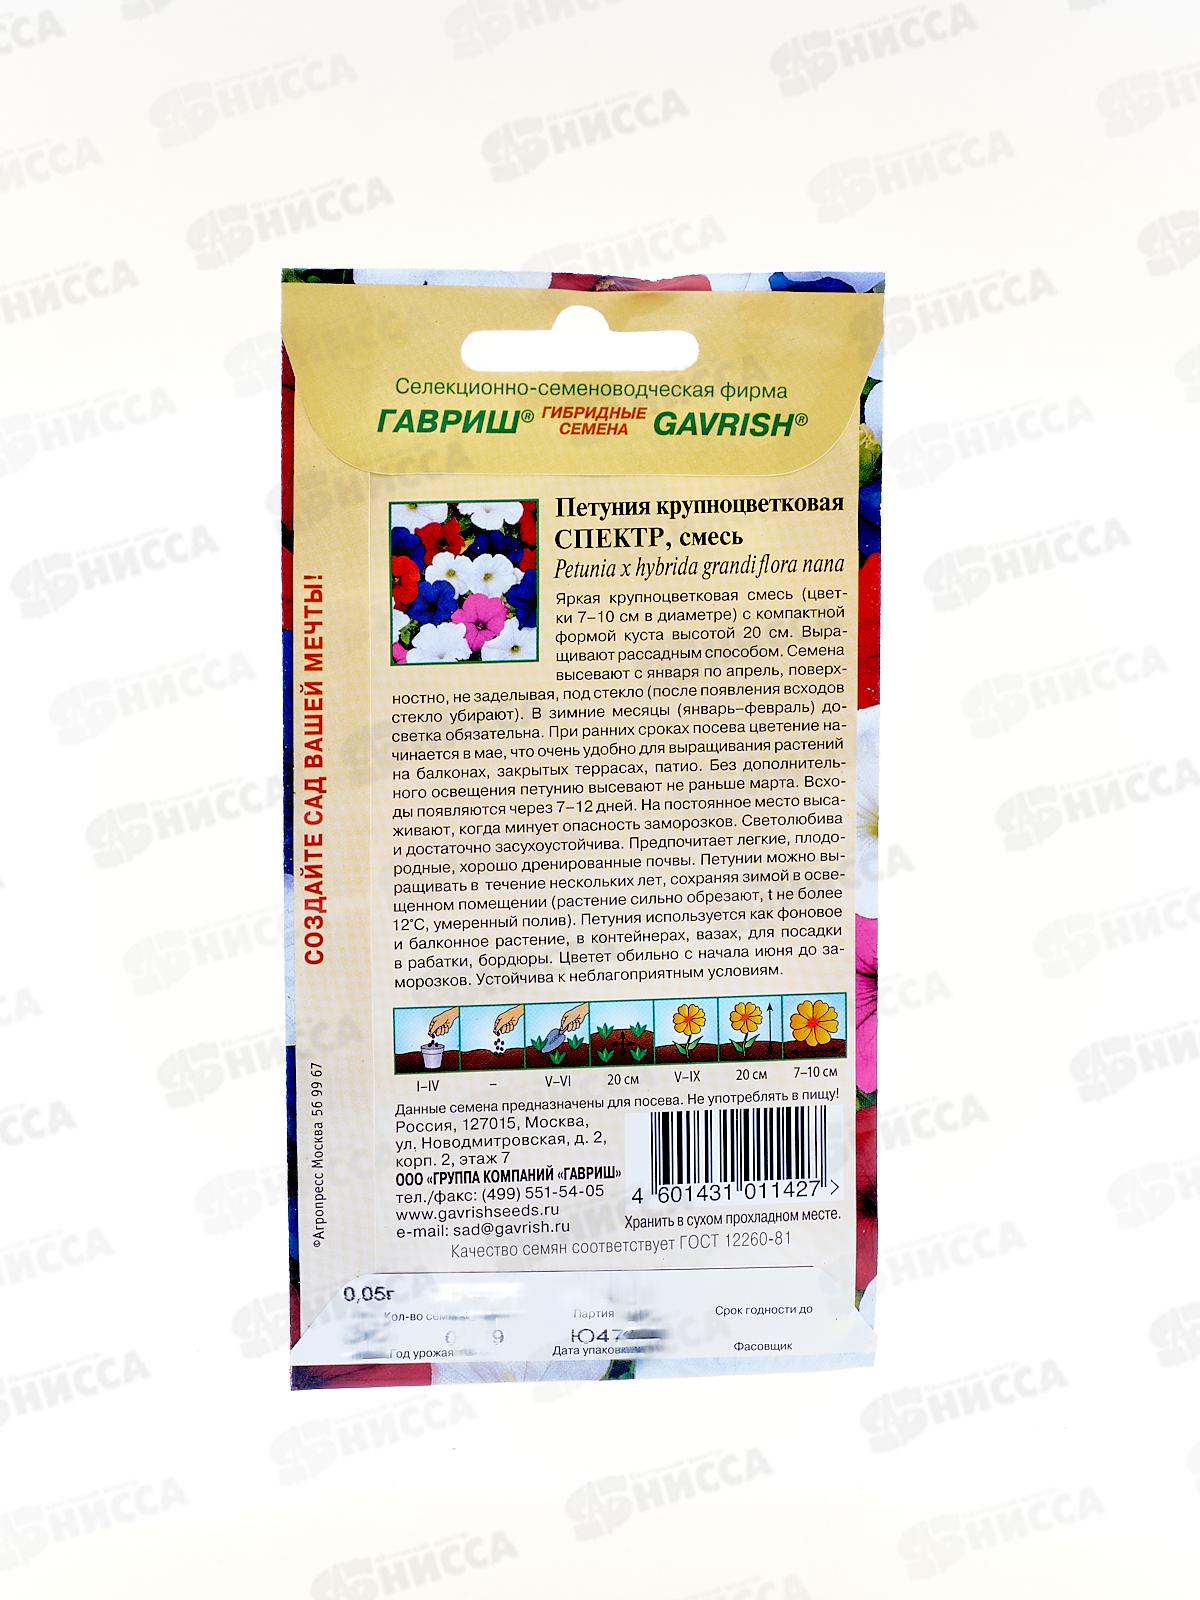 Селекционно-семеноводческая фирма
ГАВРИШ® ГИБРИДНЫЕ СЕМЕНА GAVRISH®
Петуния крупноцветковая
СПЕКТР, смесь
Petunia x hybrida grandiflora nana
Яркая крупноцветковая смесь (цвет-
ки 7–10 см в диаметре) с компактной
формой куста высотой 20 см. Выра-
щивают рассадным способом. Семена
высевают с января по апрель, поверх-
ностно, не заделывая, под стекло (после появления всходов
стекло убирают). В зимние месяцы (январь–февраль) до-
светка обязательна. При ранних сроках посева цветение на-
чинается в мае, что очень удобно для выращивания растений
на балконах, закрытых террасах, патио. Без дополнитель-
ного освещения петунию высевают не раньше марта. Всхо-
ды появляются через 7–12 дней. На постоянное место выса-
живают, когда минует опасность заморозков. Светолюбива
и достаточно засухоустойчива. Предпочитает легкие, плодо-
родные, хорошо дренированные почвы. Петунии можно вы-
ращивать в течение нескольких лет, сохраняя зимой в осве-
щенном помещении (растение сильно обрезают, t не более
12°С, умеренный полив). Петуния используется как фоновое
и балконное растение, в контейнерах, вазах, для посадки
в рабатки, бордюры. Цветет обильно с начала июня до за-
морозков. Устойчива к неблагоприятным условиям.
I–IV – V–VI 20 см V–IX 20 см 7–10 см
Данные семена предназначены для посева. Не употреблять в пищу!
Россия, 127015, Москва,
ул. Новодмитровская, д. 2,
корп. 2, этаж 7
ООО «ГРУППА КОМПАНИЙ «ГАВРИШ»
тел./факс: (499) 551-54-05
www.gavrishseeds.ru
e-mail: sad@gavrish.ru
4 601431 011427 >
Хранить в сухом прохладном месте.
Качество семян соответствует ГОСТ 12260-81
СОЗДАЙТЕ САД ВАШЕЙ МЕЧТЫ!
©Агропресс Москва 56 99 67
0,05г
Кол-во Партия Срок годности до
9 Ю47
Год урожая Дата упаковки Фасовщик
НИССА